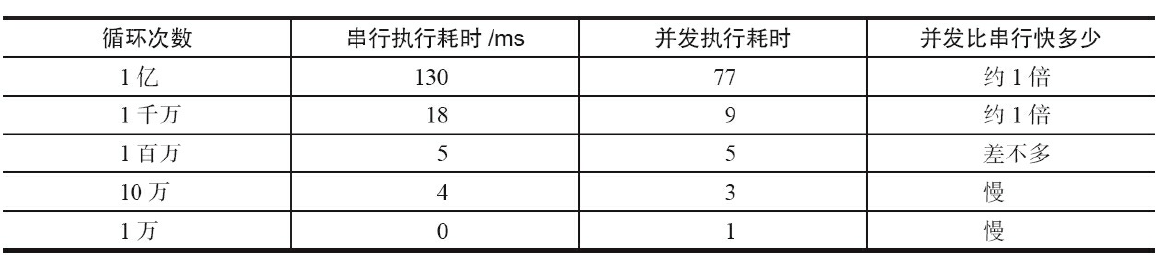 循环次数 串行执行耗时 /ms 并发执行耗时 并发比串行快多少
1 亿 130 77 约 1 倍
1 千万 18 9 约 1 倍
1 百万 5 5 差不多
10 万 4 3 慢
1 万 0 1 慢